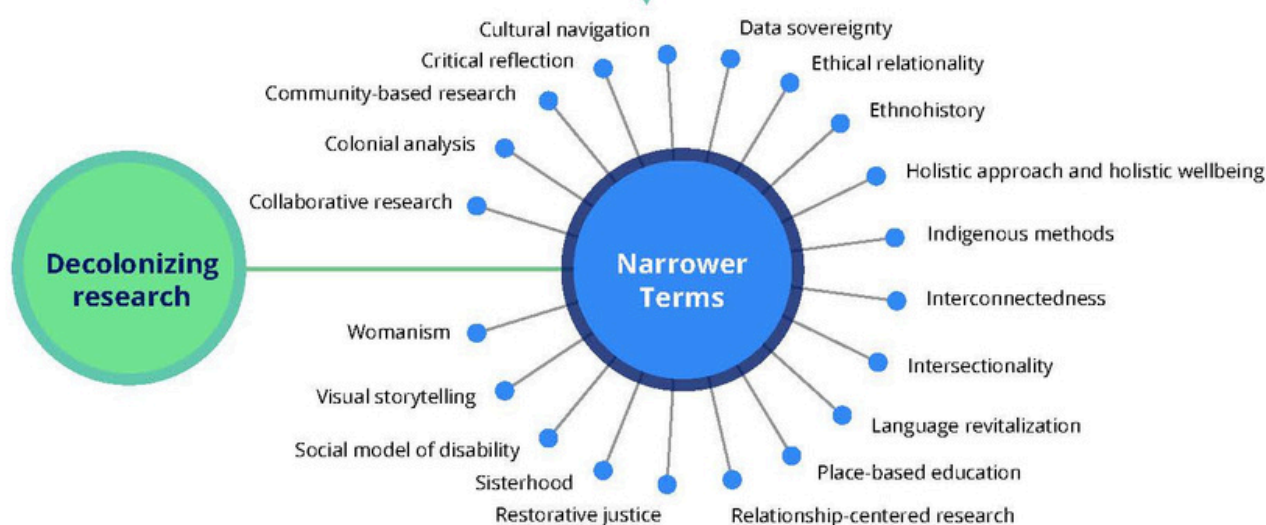 Cultural navigation
Data sovereignty
Critical reflection
Ethical relationality
Community-based research
Ethnohistory
Colonial analysis
Holistic approach and holistic wellbeing
Collaborative research
Indigenous methods
Decolonizing
research
Narrower
Terms
Interconnectedness
Womanism
Intersectionality
Visual storytelling
Language revitalization
Social model of disability
Place-based education
Sisterhood
Restorative justice
Relationship-centered research